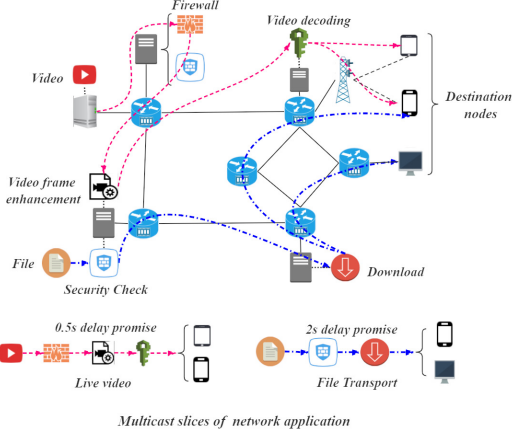 Firewall
Video decoding
Video
Destination
nodes
Video frame
enhancement
File
Security Check
Download
0.5s delay promise
2s delay promise
Live video
File Transport
Multicast slices of network application